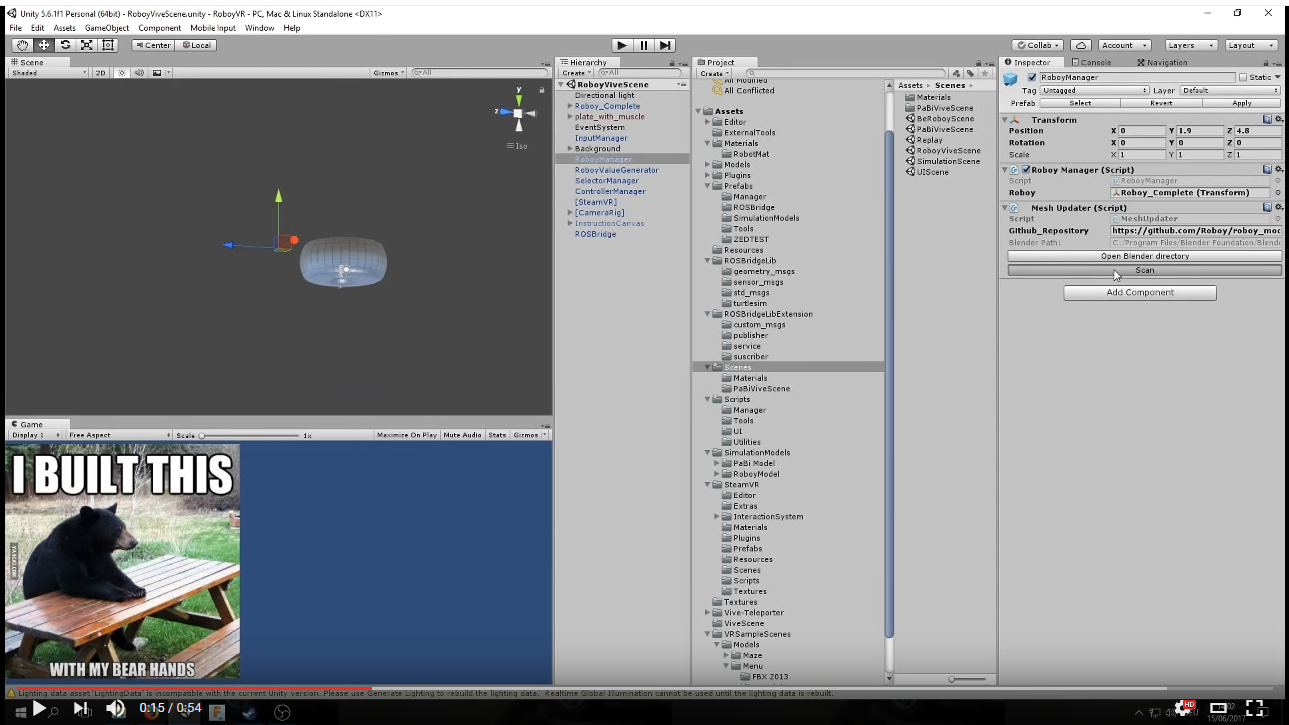 Unity 5.6.1f1 Personal (64bit) - RoboyViveScene.unity - RoboyVR - PC, Mac & Linux Standalone <DX11>
File Edit Assets GameObject Component Mobile Input Window Help
Center Local
Collab Account Layers Layout
Scene
Shaded 2D Gizmos All
y
z
Iso
Hierarchy
Create All
RoboyViveScene
Directional light
Roboy_Complete
plate_with_muscle
EventSystem
InputManager
Background
RoboyManager
RoboyValueGenerator
SelectorManager
ControllerManager
[SteamVR]
[CameraRig]
InstructionCanvas
ROSBridge
Project
Create
All Modified
All Conflicted
Assets
Editor
ExternalTools
Materials
RobotMat
Models
Plugins
Prefabs
Manager
ROSBridge
SimulationModels
Tools
ZEDTEST
Resources
ROSBridgeLib
geometry_msgs
sensor_msgs
std_msgs
turtlesim
ROSBridgeLibExtension
custom_msgs
publisher
service
suscriber
Scenes
Materials
PaBiViveScene
Scripts
Manager
Tools
UI
Utilities
SimulationModels
PaBi Model
RoboyModel
SteamVR
Editor
Extras
InteractionSystem
Materials
Plugins
Prefabs
Resources
Scenes
Scripts
Textures
Textures
Vive-Teleporter
ViveScene
VRSampleScenes
Models
Maze
Menu
FBX 2013
Assets Scenes
Materials
PaBiViveScene
BeRoboyScene
PaBiViveScene
Replay
RoboyViveScene
SimulationScene
UIScene
Inspector Console Navigation
RoboyManager Static
Tag Untagged Layer Default
Prefab Select Revert Apply
Transform
Position X 0 Y 1.9 Z 4.8
Rotation X 0 Y 0 Z 0
Scale X 1 Y 1 Z 1
Roboy Manager (Script)
Script RoboyManager
Roboy Roboy_Complete (Transform)
Mesh Updater (Script)
Script MeshUpdater
Github_Repository https://github.com/Roboy/roboy_mo
Blender Path: C:/Program Files/Blender Foundation/Blende
Open Blender directory
Scan
Add Component
Game
Display 1 Free Aspect Scale 1x Maximize On Play Mute Audio Stats Gizmos
I BUILT THIS
WITH MY BEAR HANDS
Lighting data asset 'LightingData' is incompatible with the current Unity version. Please use Generate Lighting to rebuild the lighting data. Realtime Global Illumination cannot be used until the lighting data is rebuilt.
0:15 / 0:54
HD
15/06/2017